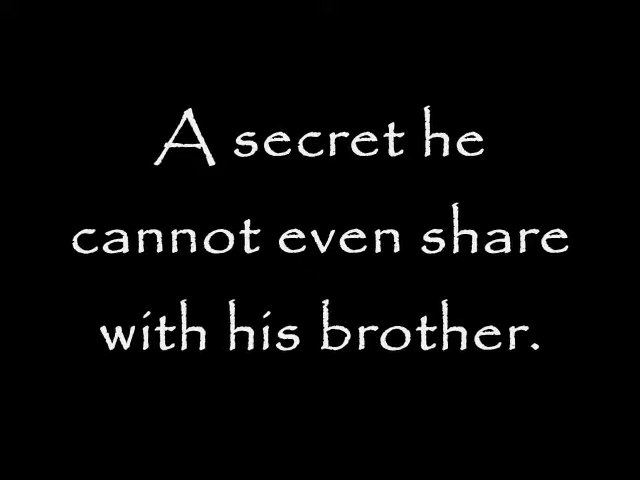 A secret he
cannot even share
with his brother.